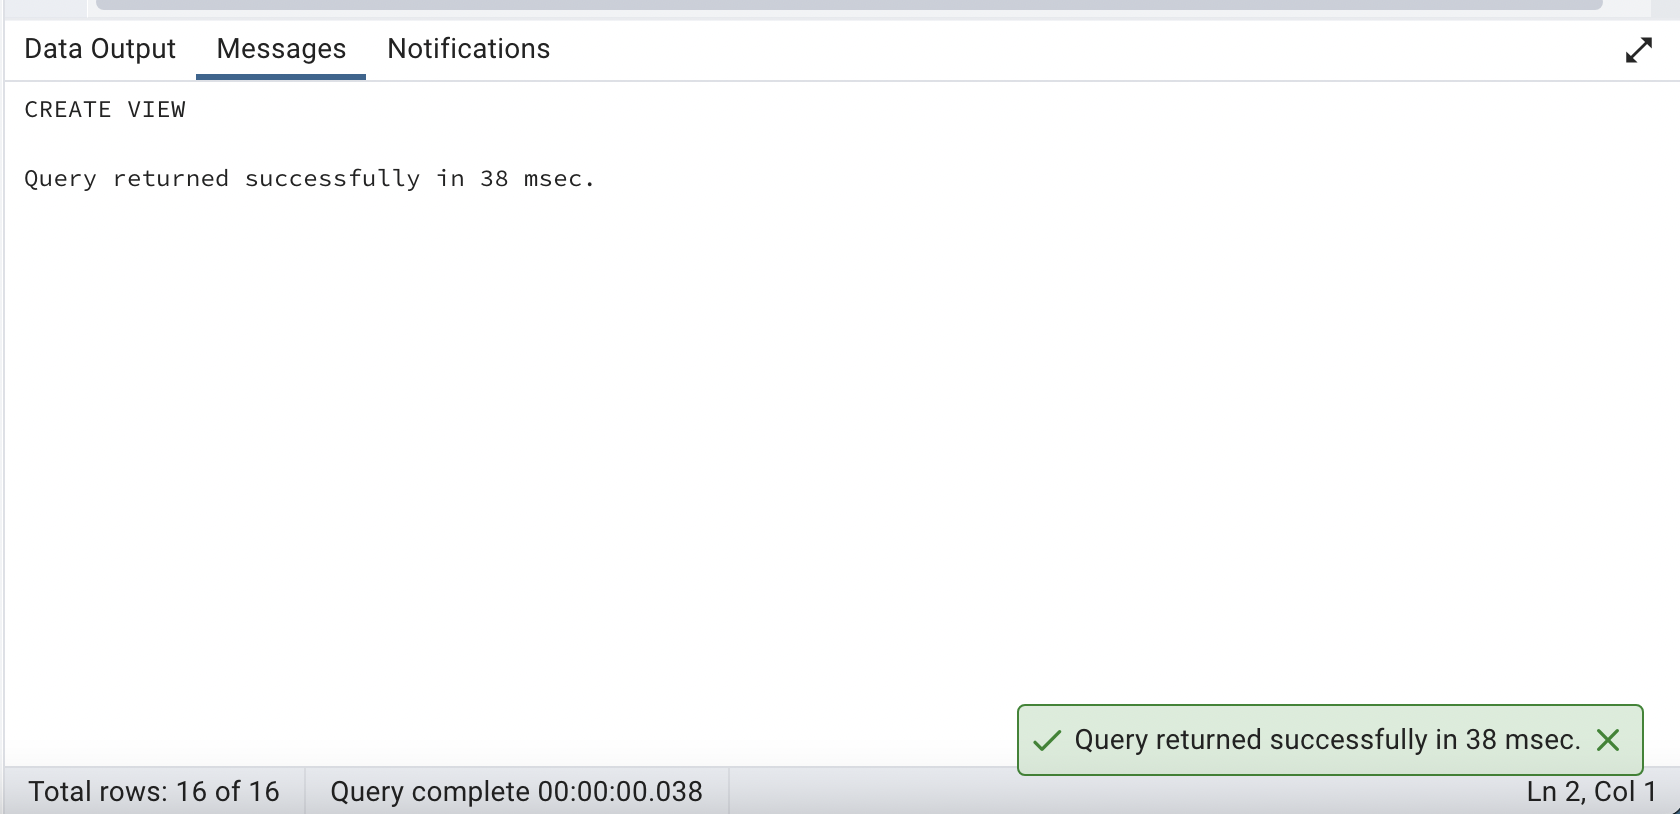 Data Output Messages Notifications
CREATE VIEW
Query returned successfully in 38 msec.
Query returned successfully in 38 msec.
Total rows: 16 of 16 Query complete 00:00:00.038 Ln 2, Col 1